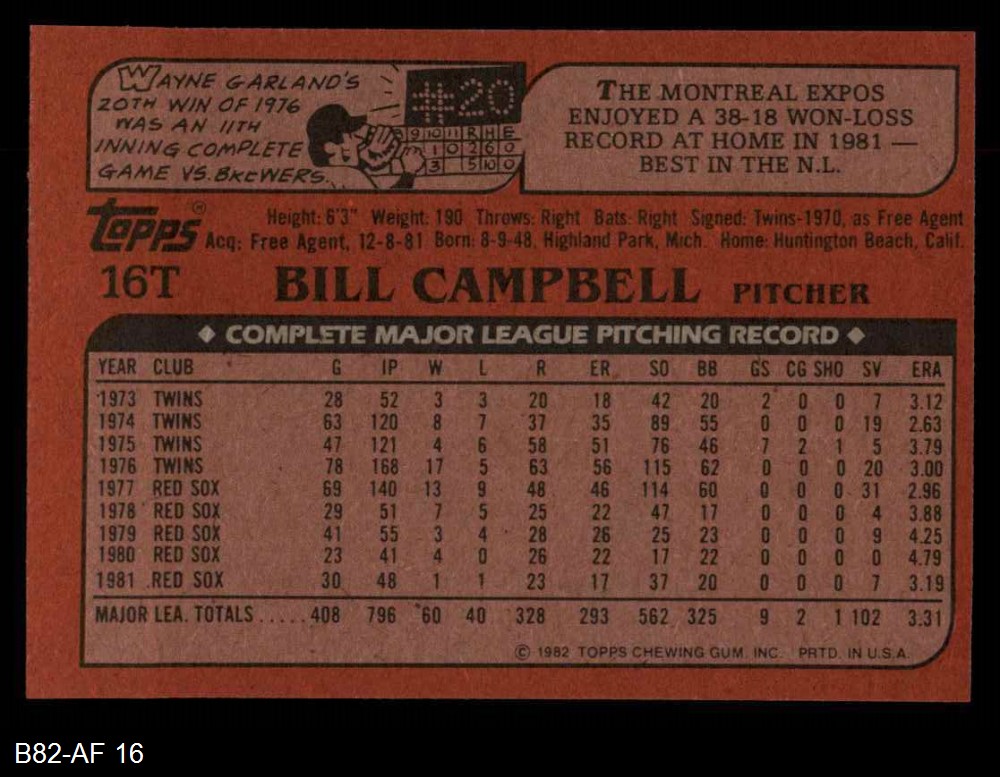 WAYNE GARLAND'S
20TH WIN OF 1976
WAS AN 11TH
INNING COMPLETE
GAME VS. BREWERS.
#20
9 10 11 R H E
1 0 2 6 0
3 1 5 10 0
THE MONTREAL EXPOS
ENJOYED A 38-18 WON-LOSS
RECORD AT HOME IN 1981 —
BEST IN THE N.L.
Topps®
Height: 6'3" Weight: 190 Throws: Right Bats: Right Signed: Twins-1970, as Free Agent
Acq: Free Agent, 12-8-81 Born: 8-9-48, Highland Park, Mich. Home: Huntington Beach, Calif.
16T BILL CAMPBELL PITCHER
◆ COMPLETE MAJOR LEAGUE PITCHING RECORD ◆
YEAR CLUB G IP W L R ER SO BB GS CG SHO SV ERA
1973 TWINS 28 52 3 3 20 18 42 20 2 0 0 7 3.12
1974 TWINS 63 120 8 7 37 35 89 55 0 0 0 19 2.63
1975 TWINS 47 121 4 6 58 51 76 46 7 2 1 5 3.79
1976 TWINS 78 168 17 5 63 56 115 62 0 0 0 20 3.00
1977 RED SOX 69 140 13 9 48 46 114 60 0 0 0 31 2.96
1978 RED SOX 29 51 7 5 25 22 47 17 0 0 0 4 3.88
1979 RED SOX 41 55 3 4 28 26 25 23 0 0 0 9 4.25
1980 RED SOX 23 41 4 0 26 22 17 22 0 0 0 0 4.79
1981 RED SOX 30 48 1 1 23 17 37 20 0 0 0 7 3.19
MAJOR LEA. TOTALS.....408 796 60 40 328 293 562 325 9 2 1 102 3.31
© 1982 TOPPS CHEWING GUM, INC. PRTD. IN U.S.A.
B82-AF 16